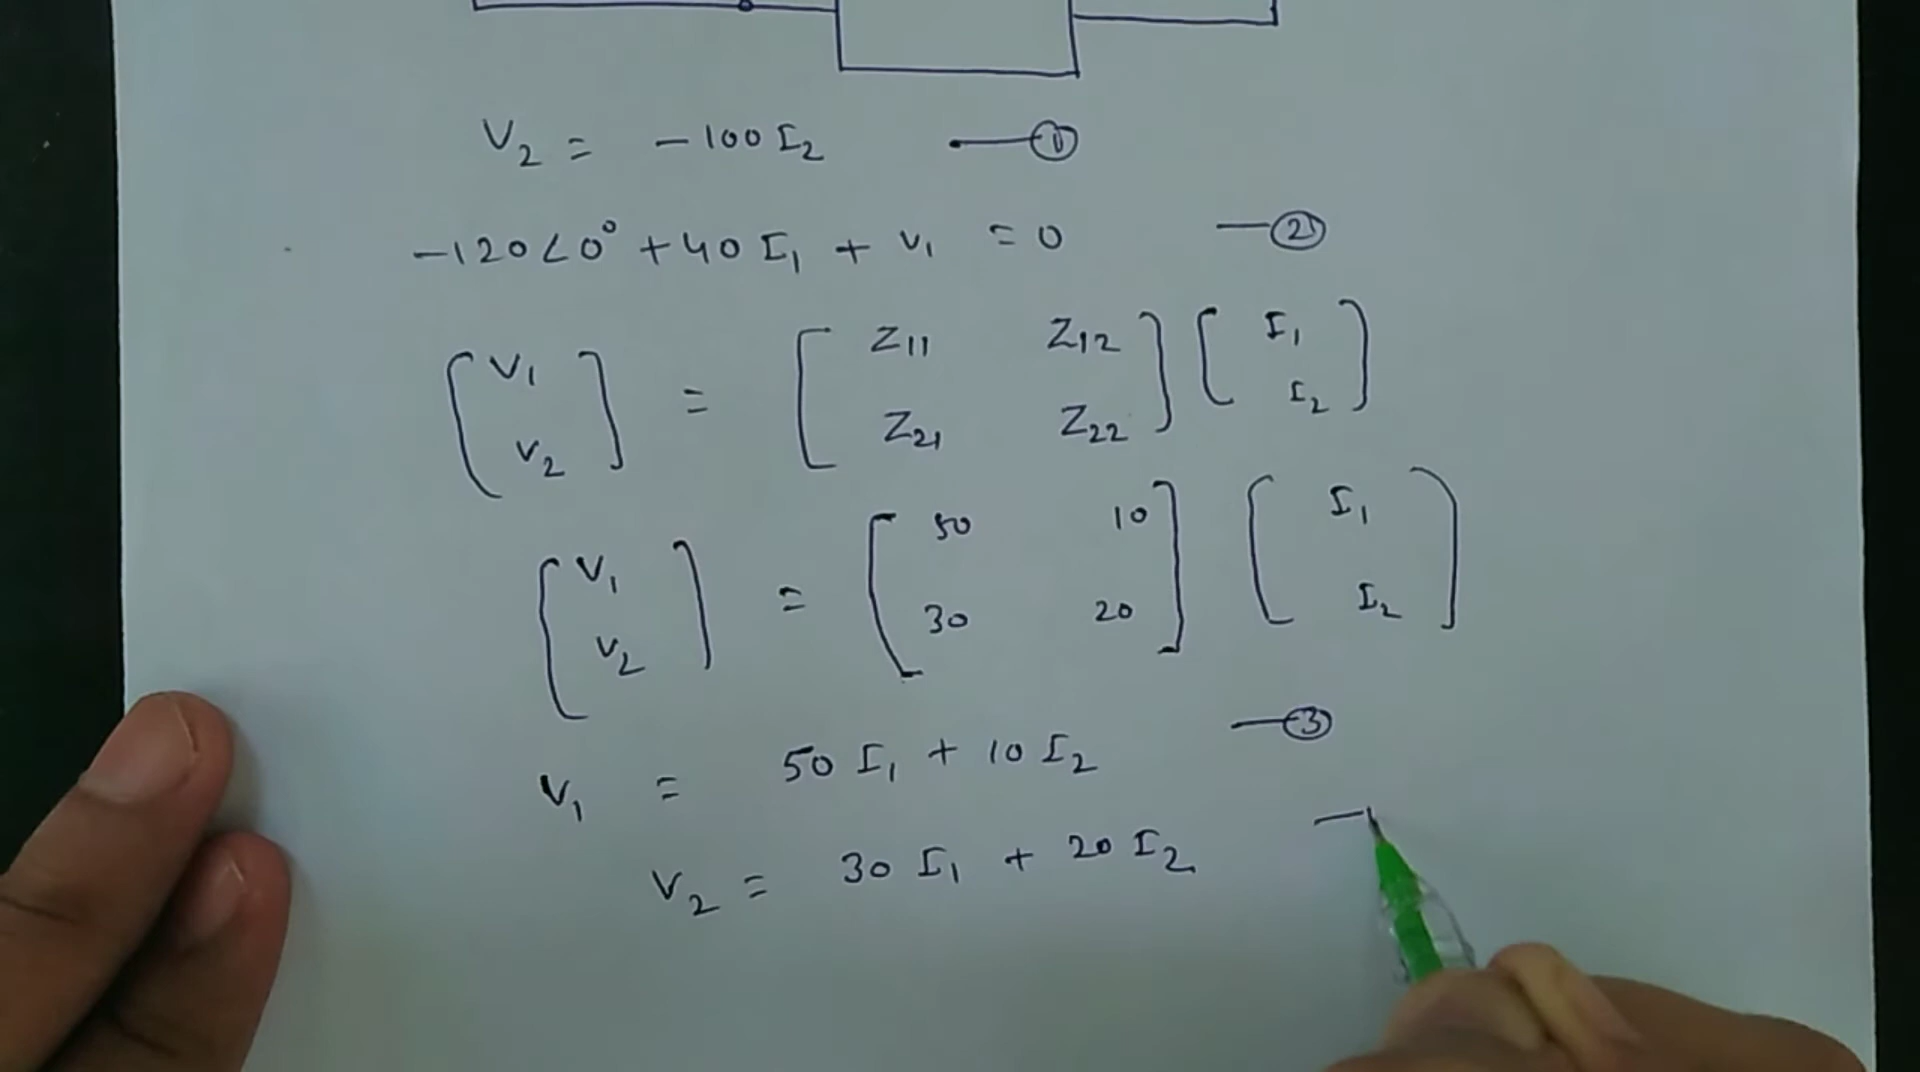 V₂ = -100 I₂ —①
-120∠0° + 40 I₁ + V₁ = 0 —②
[V₁ V₂] = [Z₁₁ Z₁₂ Z₂₁ Z₂₂] [I₁ I₂]
[V₁ V₂] = [50 10 30 20] [I₁ I₂]
V₁ = 50 I₁ + 10 I₂ —③
V₂ = 30 I₁ + 20 I₂ —